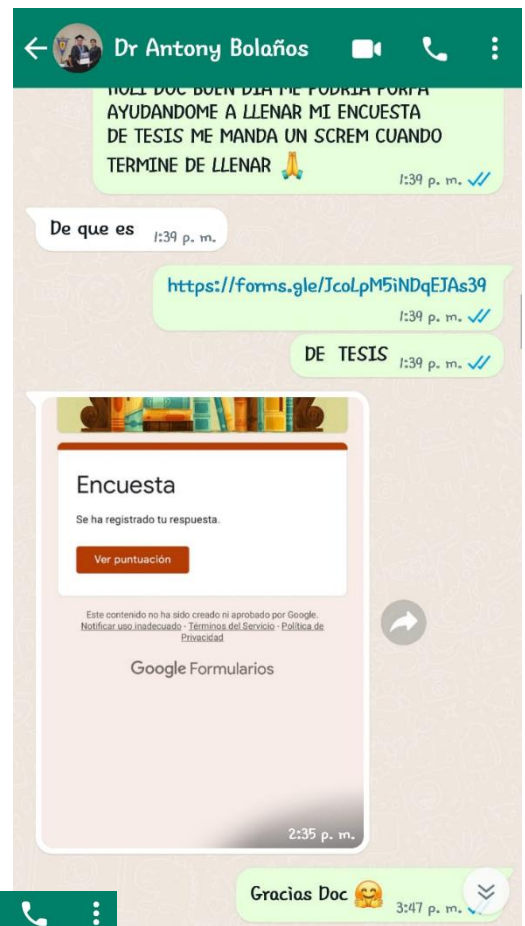 Dr Antony Bolaños
HOLI DOC BUEN DIA ME PODRIA PORFA
AYUDANDOME A LLENAR MI ENCUESTA
DE TESIS ME MANDA UN SCREM CUANDO
TERMINE DE LLENAR 🙏
1:39 p. m.
De que es
1:39 p. m.
https://forms.gle/JcoLpM5iNDqEJAs39
1:39 p. m.
DE TESIS
1:39 p. m.
Encuesta
Se ha registrado tu respuesta.
Ver puntuación
Este contenido no ha sido creado ni aprobado por Google.
Notificar uso inadecuado - Términos del Servicio - Política de
Privacidad
Google Formularios
2:35 p. m.
Gracias Doc 🤗
3:47 p. m.